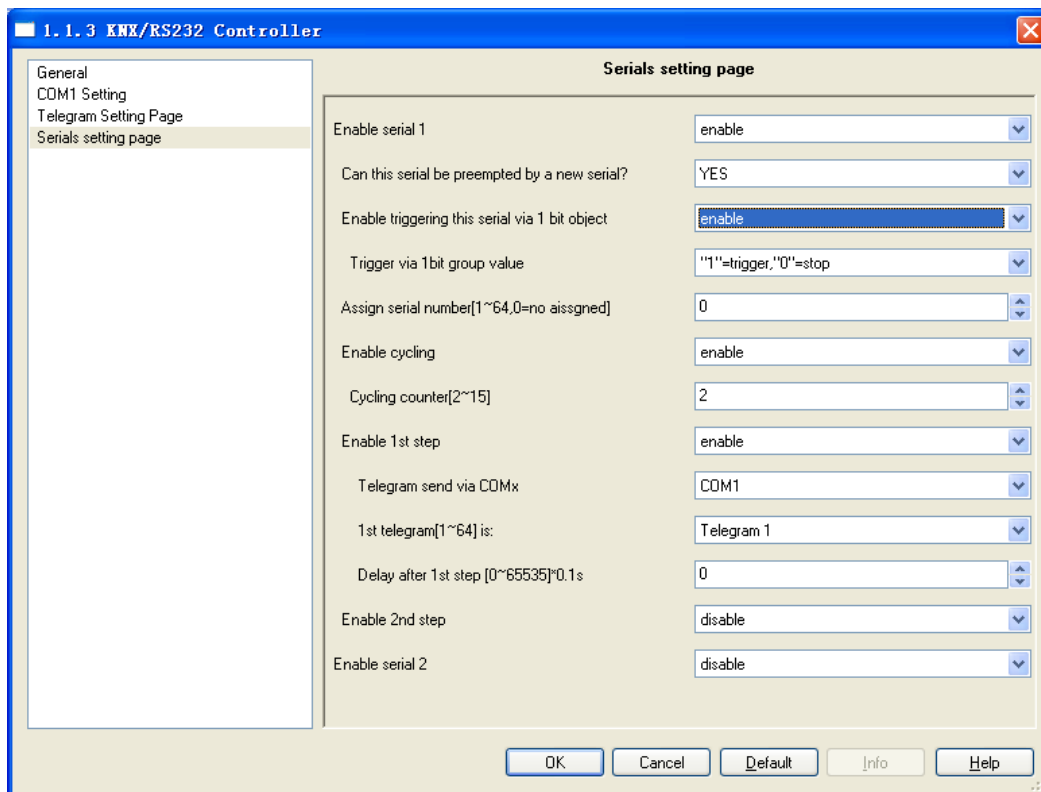 1.1.3 KNX/RS232 Controller
General
COM1 Setting
Telegram Setting Page
Serials setting page
Serials setting page
Enable serial 1 enable
Can this serial be preempted by a new serial? YES
Enable triggering this serial via 1 bit object enable
Trigger via 1bit group value "1"=trigger,"0"=stop
Assign serial number[1~64,0=no aissgned] 0
Enable cycling enable
Cycling counter[2~15] 2
Enable 1st step enable
Telegram send via COMx COM1
1st telegram[1~64] is: Telegram 1
Delay after 1st step [0~65535]*0.1s 0
Enable 2nd step disable
Enable serial 2 disable
OK Cancel Default Info Help